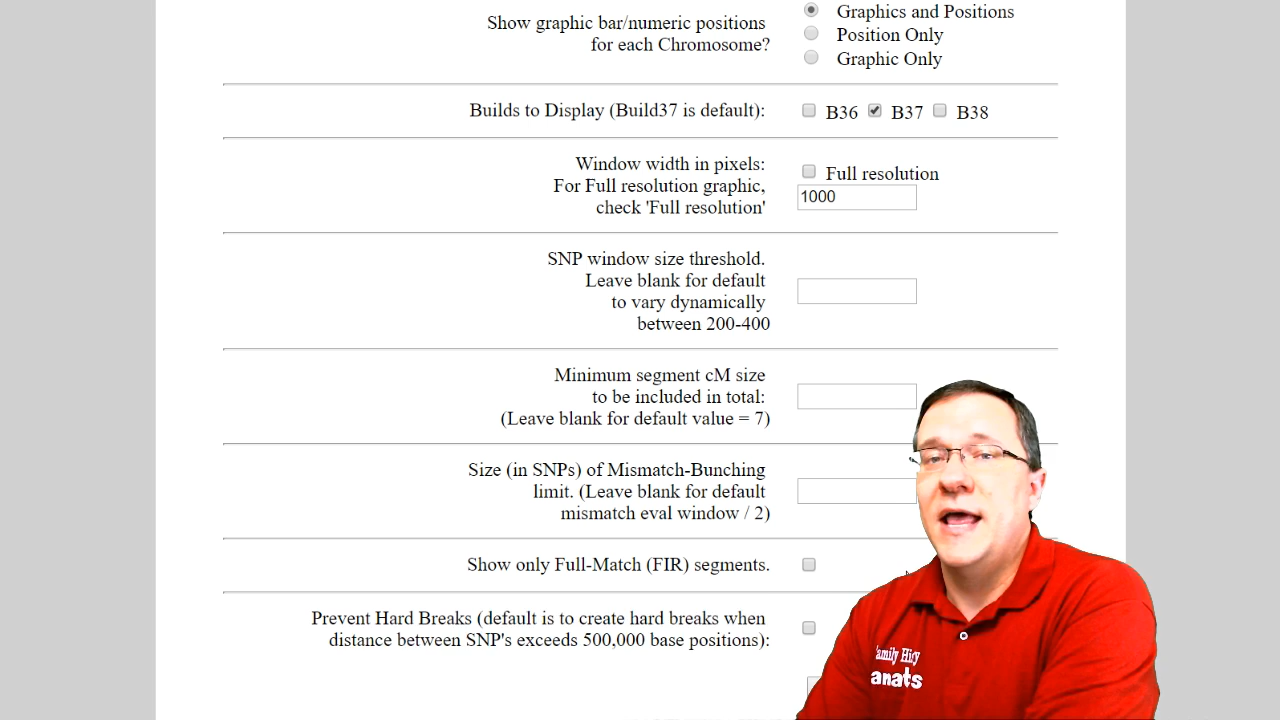 Show graphic bar/numeric positions
for each Chromosome?
Graphics and Positions
Position Only
Graphic Only
Builds to Display (Build37 is default):
B36 B37 B38
Window width in pixels:
For Full resolution graphic,
check 'Full resolution'
Full resolution
1000
SNP window size threshold.
Leave blank for default
to vary dynamically
between 200-400
Minimum segment cM size
to be included in total:
(Leave blank for default value = 7)
Size (in SNPs) of Mismatch-Bunching
limit. (Leave blank for default
mismatch eval window / 2)
Show only Full-Match (FIR) segments.
Prevent Hard Breaks (default is to create hard breaks when
distance between SNP's exceeds 500,000 base positions):
anats